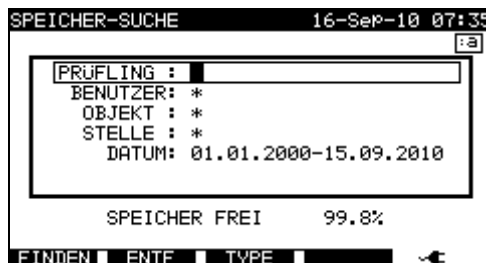 SPEICHER-SUCHE 16-Sep-10 07:35
:a
PRÜFLING :
BENUTZER: *
OBJEKT : *
STELLE : *
DATUM: 01.01.2000-15.09.2010
SPEICHER FREI 99.8%
FINDEN ENTF TYPE